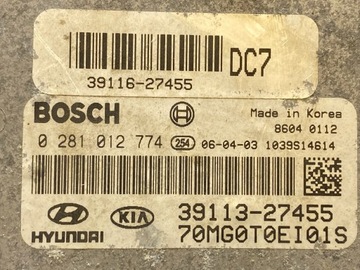 DC7
39116-27455
BOSCH
Made in Korea
8604 0112
0 281 012 774 254 06-04-03 1039S14614
HYUNDAI KIA 39113-27455
70MG0T0EI01S